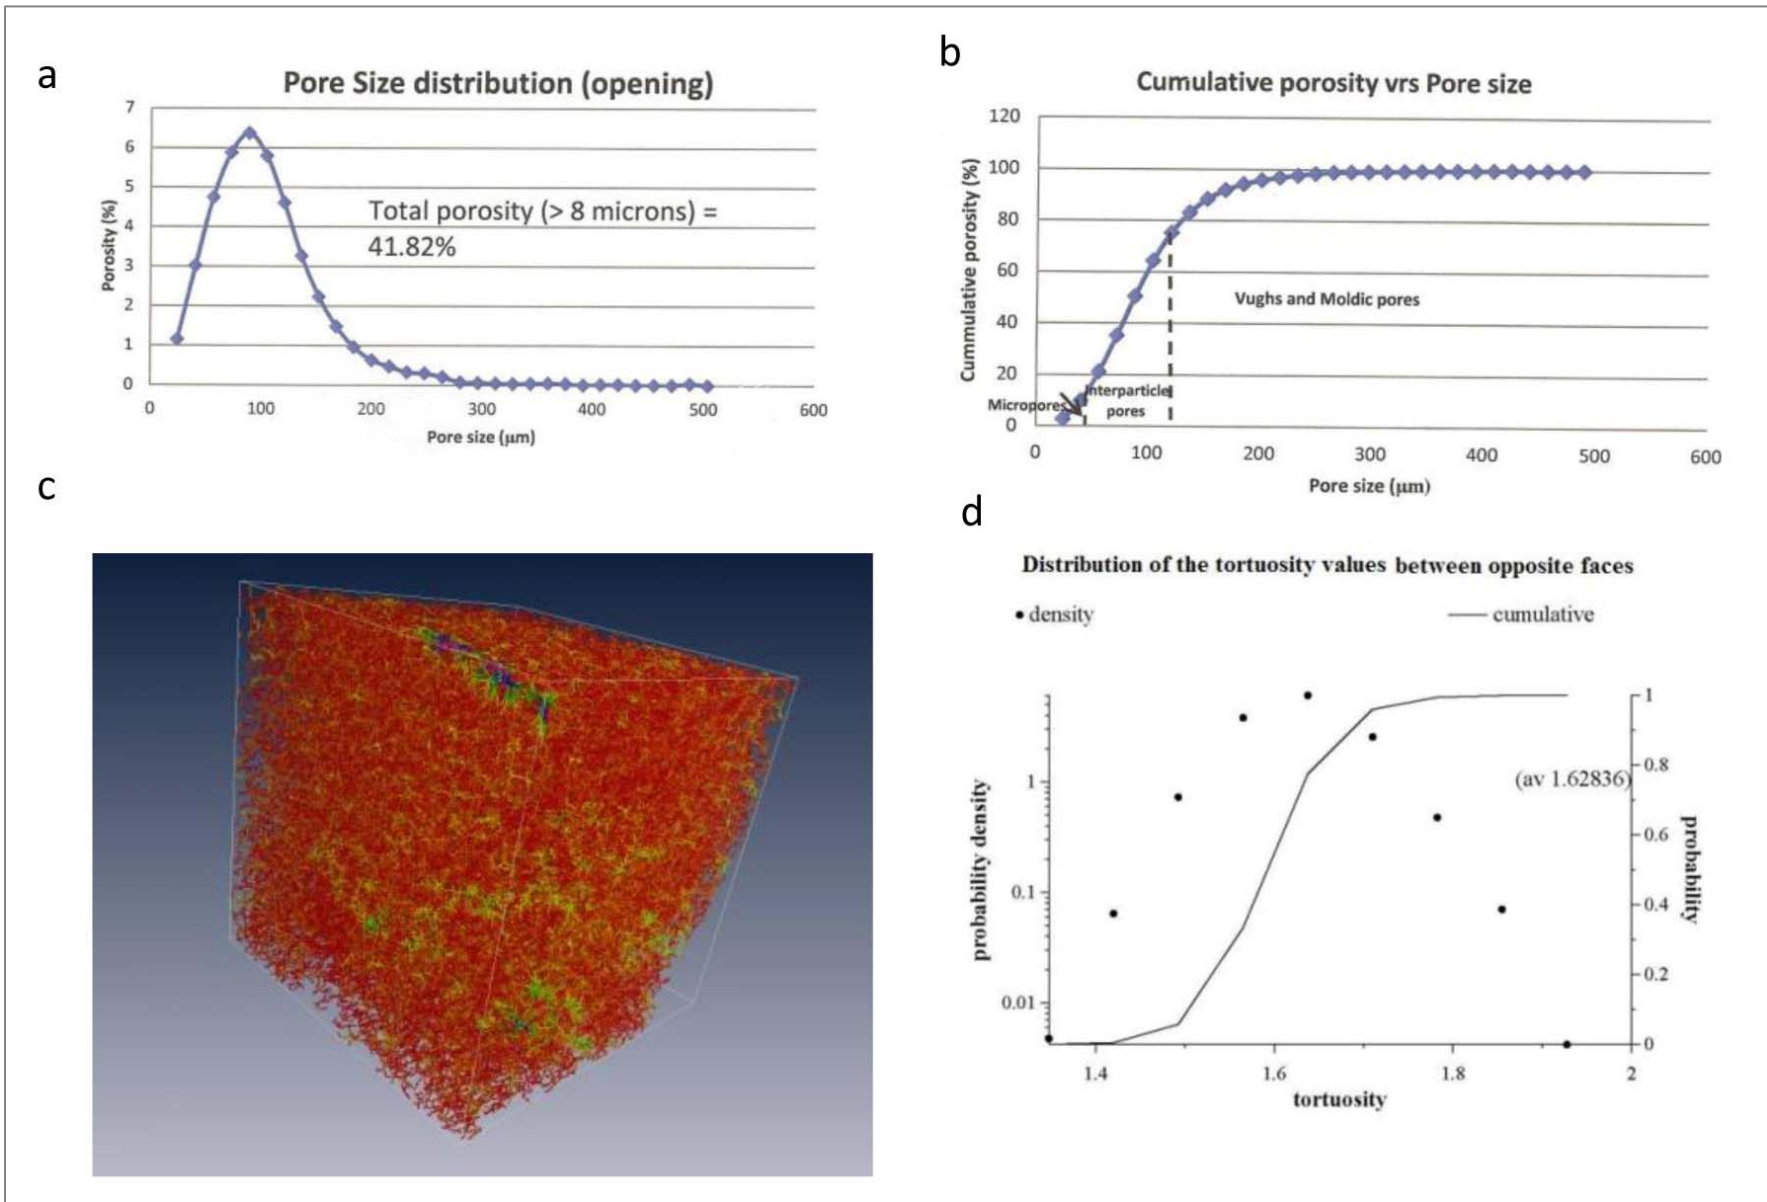 a
Pore Size distribution (opening)
7
6
5
4
3
2
1
0
Porosity (%)
Total porosity (> 8 microns) =
41.82%
0 100 200 300 400 500 600
Pore size (μm)
b
Cumulative porosity vrs Pore size
120
100
80
60
40
20
0
Cummulative porosity (%)
Vughs and Moldic pores
Interparticle
pores
Micropores
0 100 200 300 400 500 600
Pore size (μm)
c
d
Distribution of the tortuosity values between opposite faces
density
cumulative
1
0.1
0.01
probability density
(av 1.62836)
1
0.8
0.6
0.4
0.2
0
probability
1.4 1.6 1.8 2
tortuosity